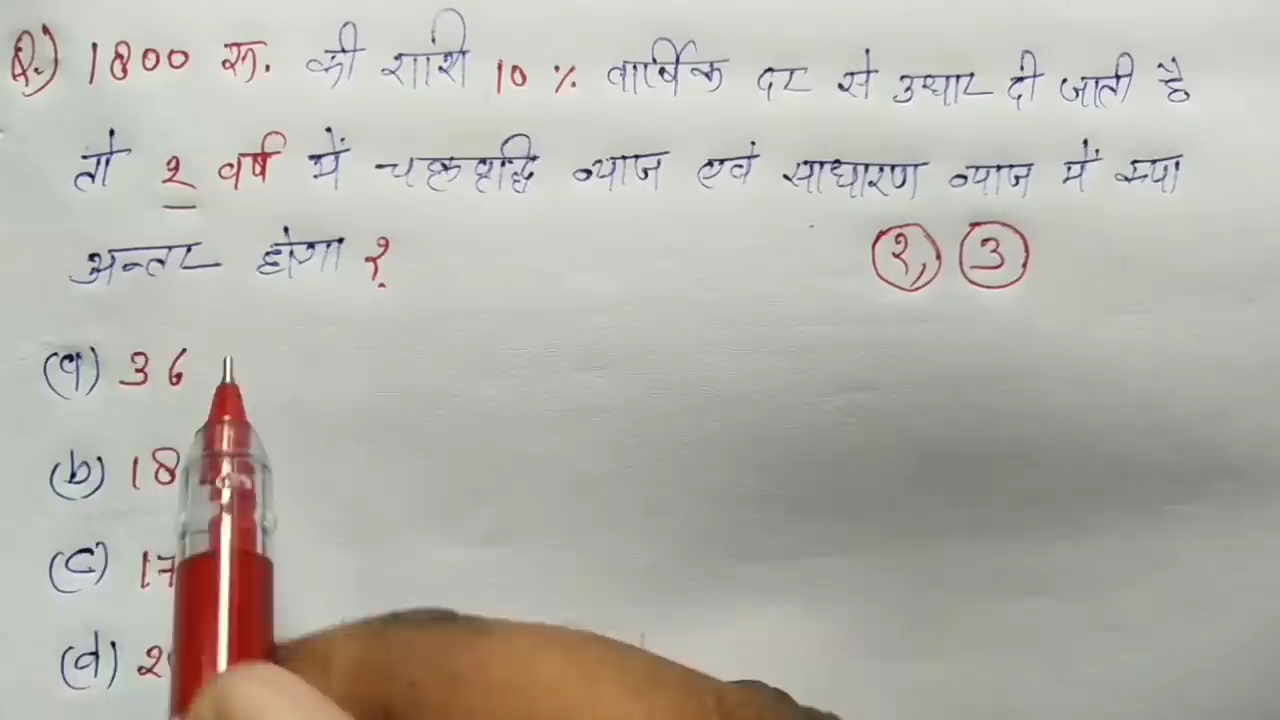 Q.) 1800 रु. की राशि 10 % वार्षिक दर से उधार दी जाती है
तो 2 वर्ष में चक्रवृद्धि ब्याज एवं साधारण ब्याज में क्या
अन्तर होगा ?
2, 3
(a) 36
(b) 18
(c) 17
(d) 2